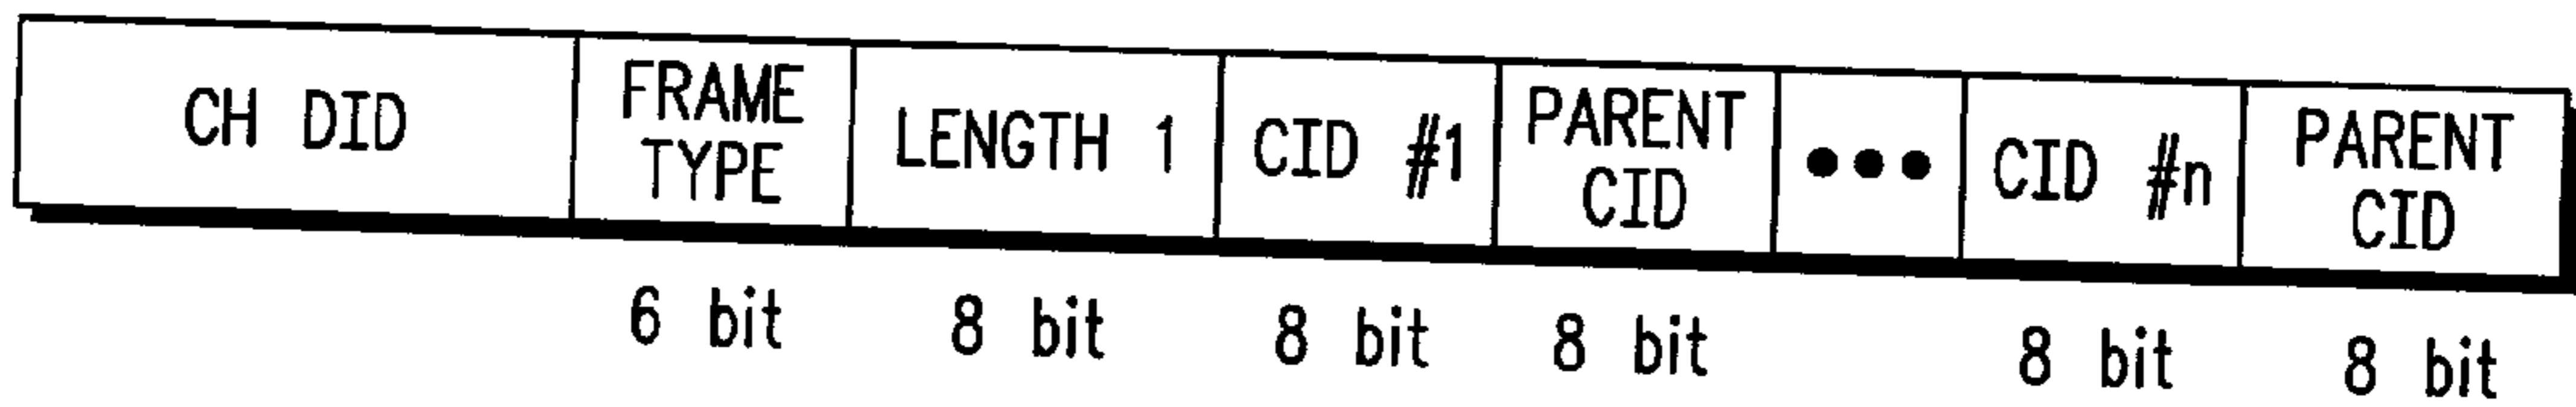 CH DID
FRAME
TYPE
LENGTH 1
CID #1
PARENT
CID
•••
CID #n
PARENT
CID
6 bit
8 bit
8 bit
8 bit
8 bit
8 bit